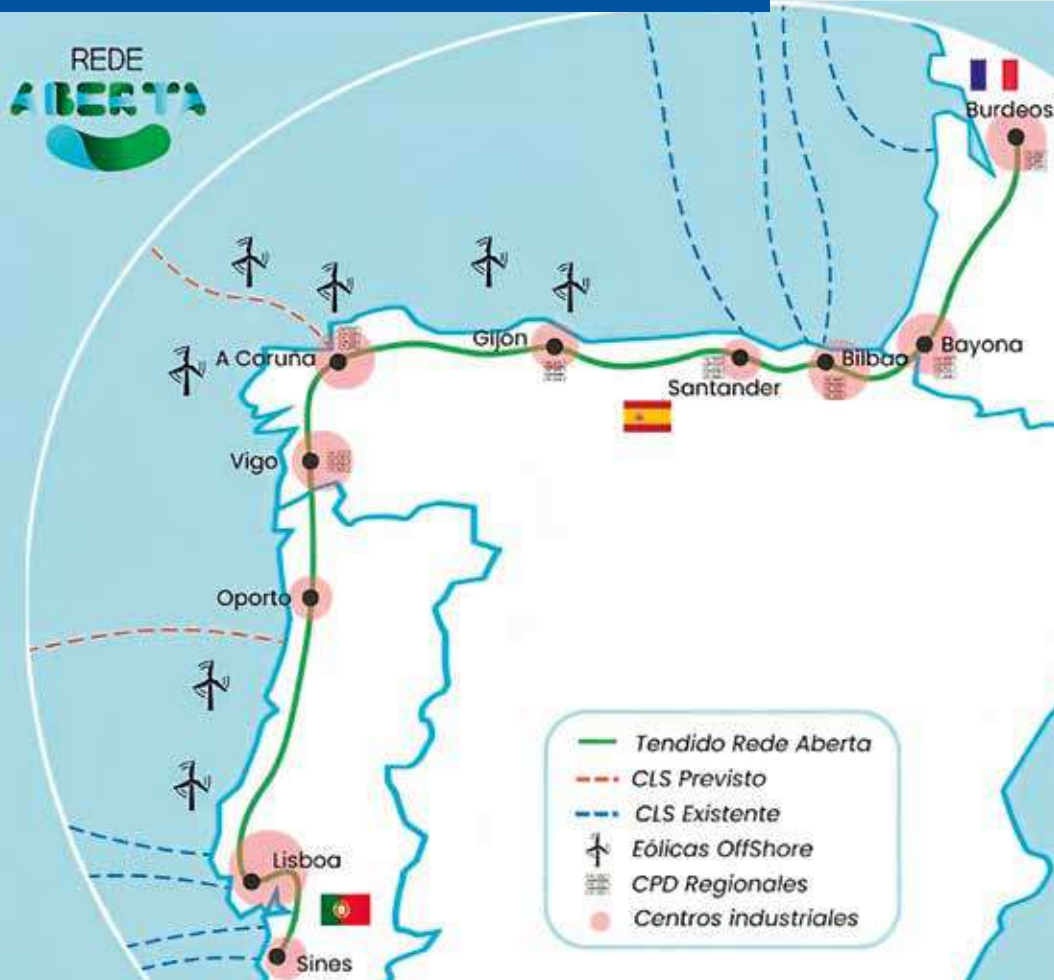 REDE
ABERTA
Burdeos
A Coruña
Gijón
Santander
Bilbao
Bayona
Vigo
Oporto
Lisboa
Sines
Tendido Rede Aberta
CLS Previsto
CLS Existente
Eólicas OffShore
CPD Regionales
Centros industriales